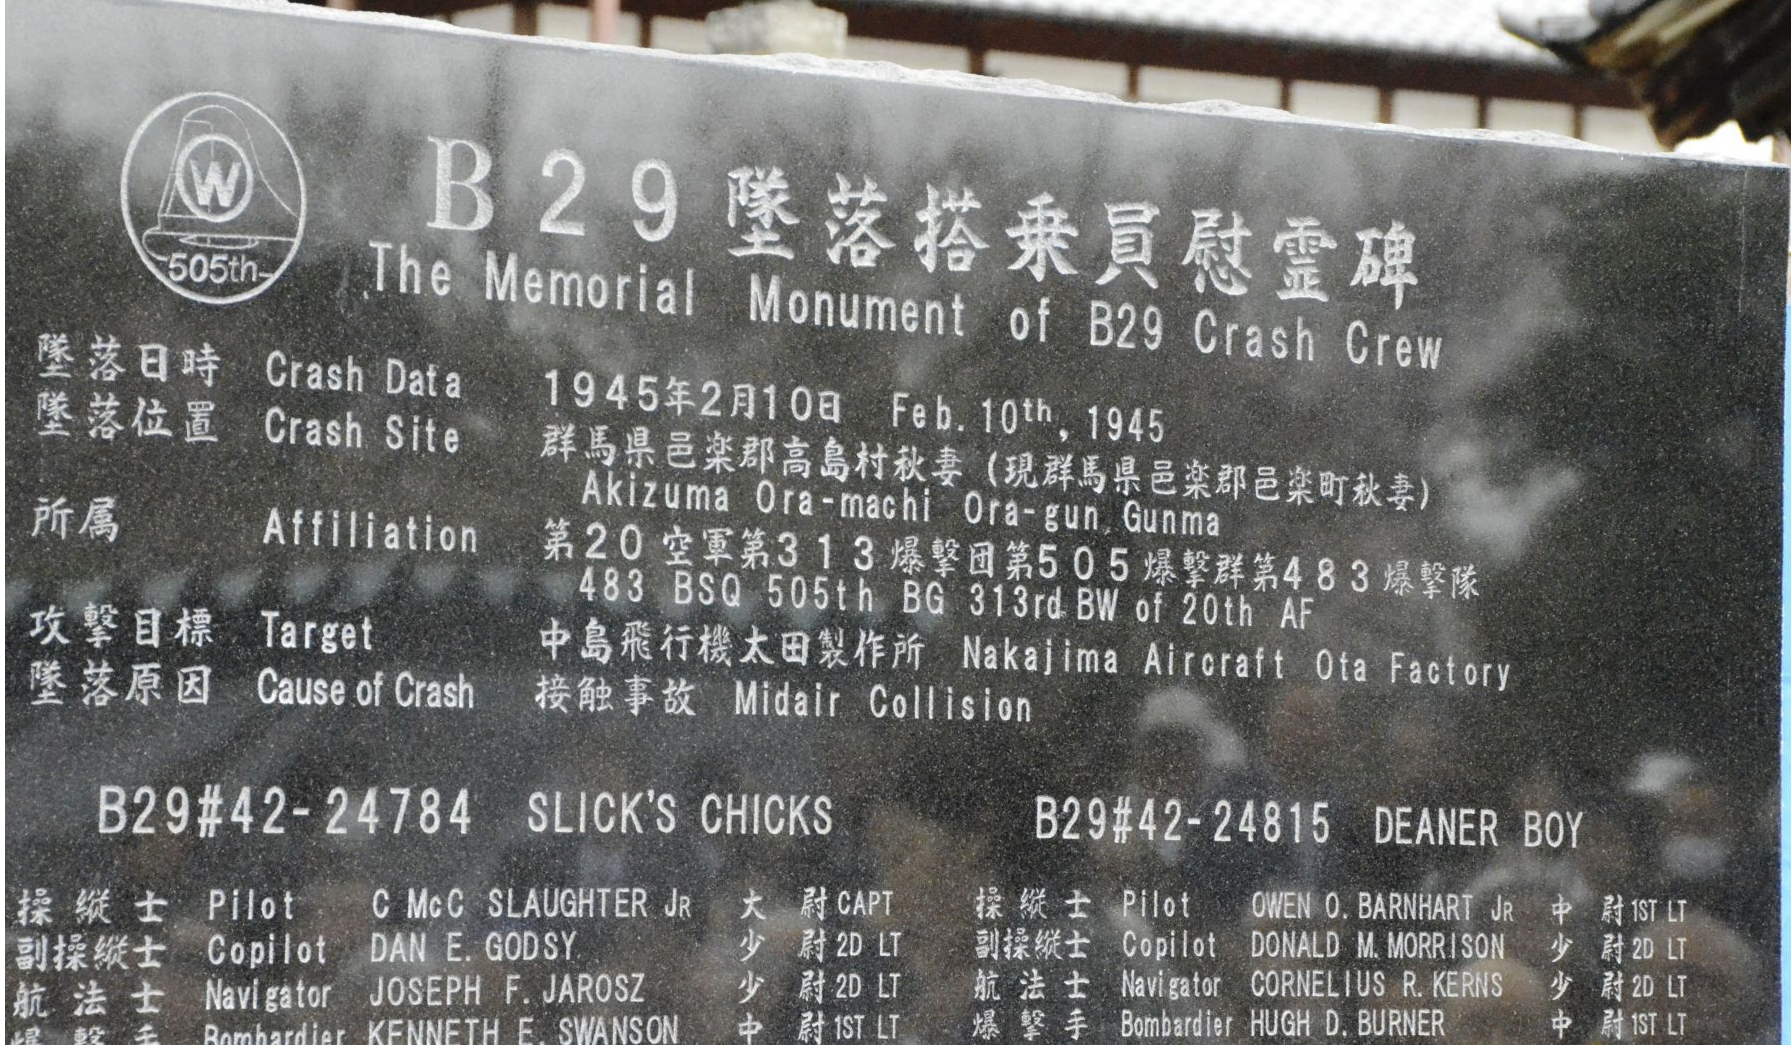 W
505th
B29墜落搭乗員慰霊碑
The Memorial Monument of B29 Crash Crew
墜落日時 Crash Data 1945年2月10日 Feb. 10th, 1945
墜落位置 Crash Site 群馬県邑楽郡高島村秋妻 (現群馬県邑楽郡邑楽町秋妻)
Akizuma Ora-machi Ora-gun, Gunma
所属 Affiliation 第20空軍第313爆撃団第505爆撃群第483爆撃隊
483 BSQ 505th BG 313rd BW of 20th AF
攻撃目標 Target 中島飛行機太田製作所 Nakajima Aircraft Ota Factory
墜落原因 Cause of Crash 接触事故 Midair Collision
B29#42-24784 SLICK'S CHICKS
操縦士 Pilot C McC SLAUGHTER JR 大尉 CAPT
副操縦士 Copilot DAN E. GODSY 少尉 2D LT
航法士 Navigator JOSEPH F. JAROSZ 少尉 2D LT
爆撃手 Bombardier KENNETH E. SWANSON 中尉 1ST LT
B29#42-24815 DEANER BOY
操縦士 Pilot OWEN O. BARNHART JR 中尉 1ST LT
副操縦士 Copilot DONALD M. MORRISON 少尉 2D LT
航法士 Navigator CORNELIUS R. KERNS 少尉 2D LT
爆撃手 Bombardier HUGH D. BURNER 中尉 1ST LT